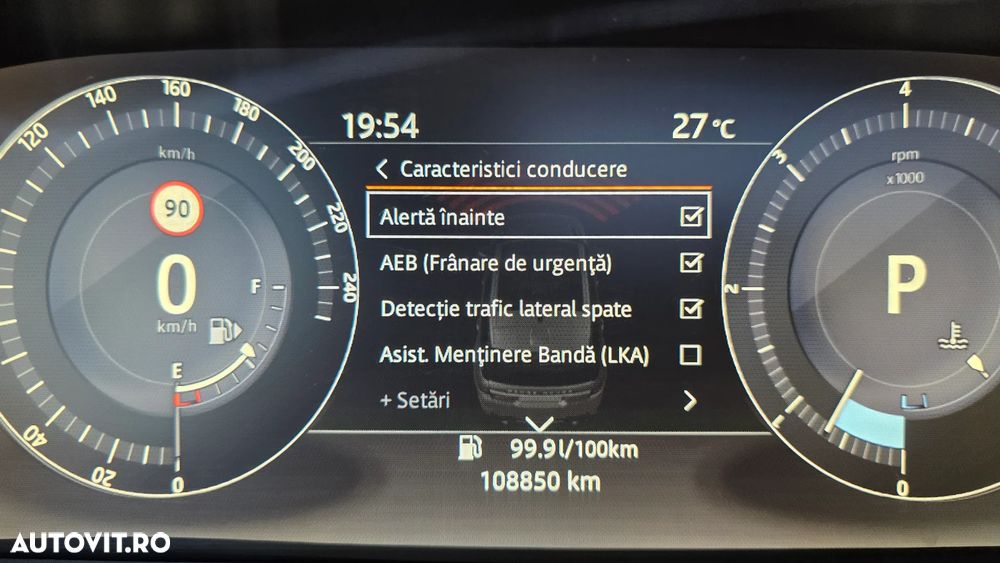 19:54
27 °C
Caracteristici conducere
Alertă înainte
AEB (Frânare de urgenţă)
Detecție trafic lateral spate
Asist. Menţinere Bandă (LKA)
+ Setări
99.9l/100km
108850 km
km/h
90
0
km/h
F
E
0
20
40
120
140
160
180
200
220
240
rpm
x1000
P
4
3
2
1
0
AUTOVIT.RO